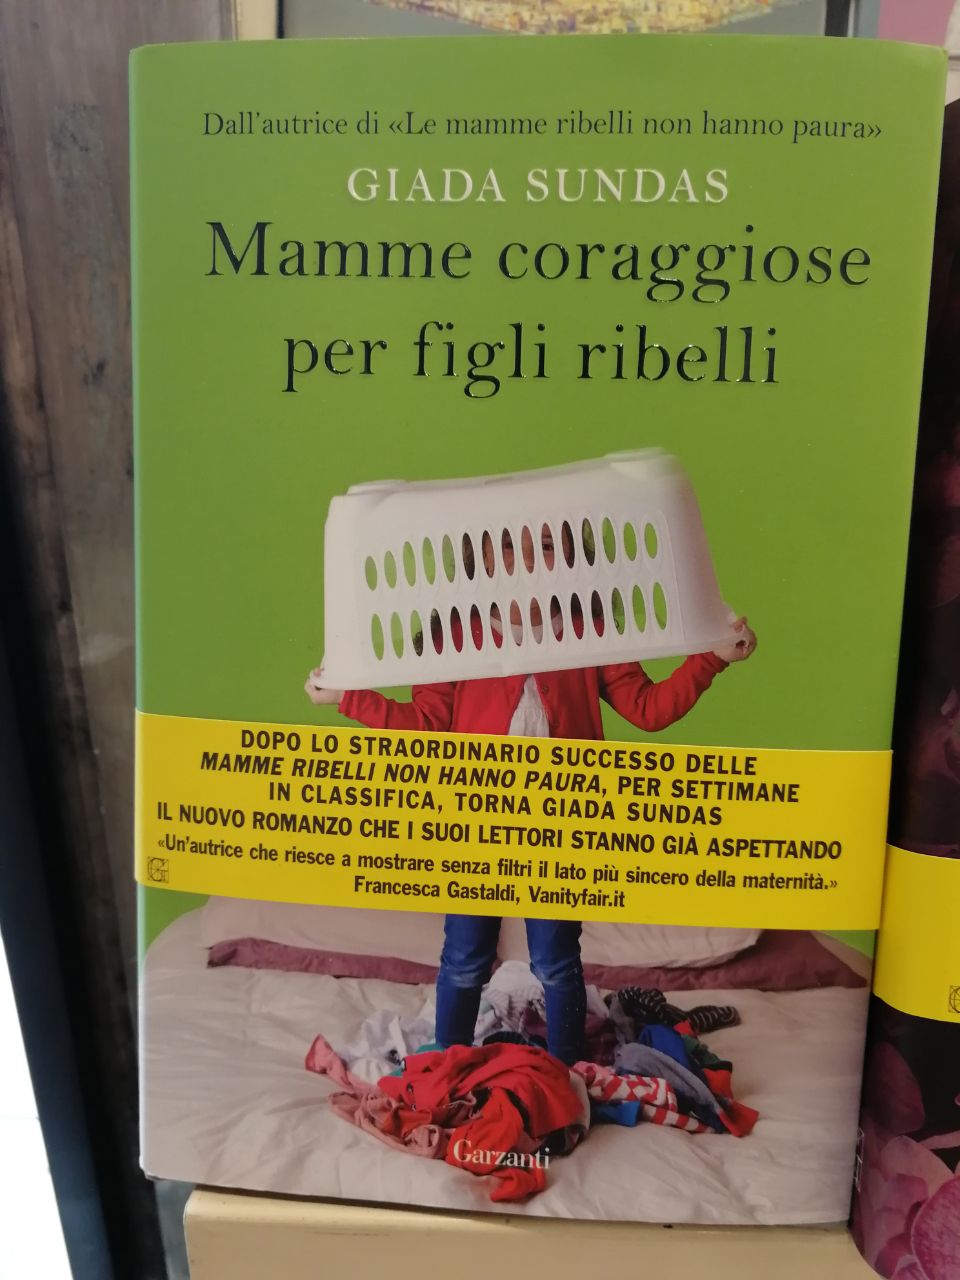 Dall'autrice di «Le mamme ribelli non hanno paura»
GIADA SUNDAS
Mamme coraggiose
per figli ribelli
DOPO LO STRAORDINARIO SUCCESSO DELLE
MAMME RIBELLI NON HANNO PAURA, PER SETTIMANE
IN CLASSIFICA, TORNA GIADA SUNDAS
IL NUOVO ROMANZO CHE I SUOI LETTORI STANNO GIÀ ASPETTANDO
«Un'autrice che riesce a mostrare senza filtri il lato più sincero della maternità.»
Francesca Gastaldi, Vanityfair.it
Garzanti